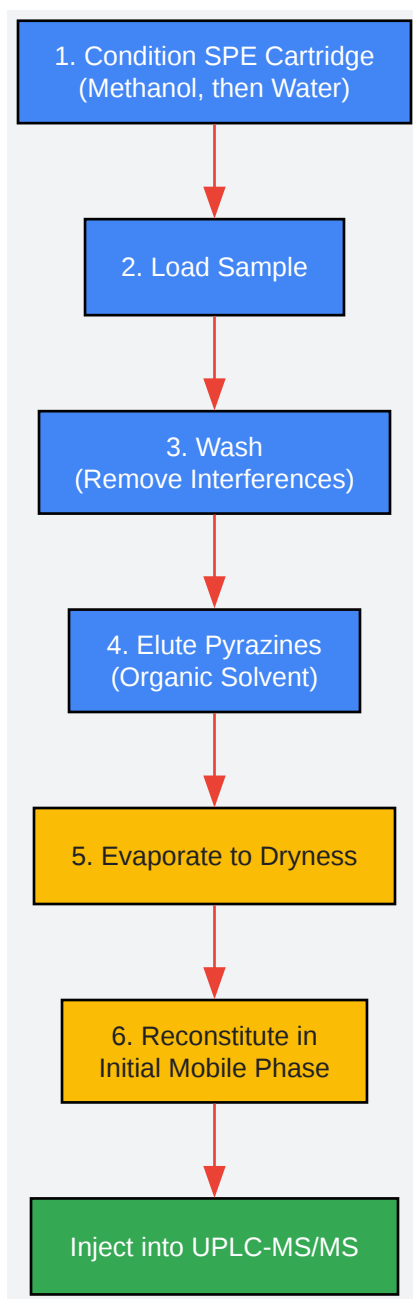 1. Condition SPE Cartridge
(Methanol, then Water)
2. Load Sample
3. Wash
(Remove Interferences)
4. Elute Pyrazines
(Organic Solvent)
5. Evaporate to Dryness
6. Reconstitute in
Initial Mobile Phase
Inject into UPLC-MS/MS